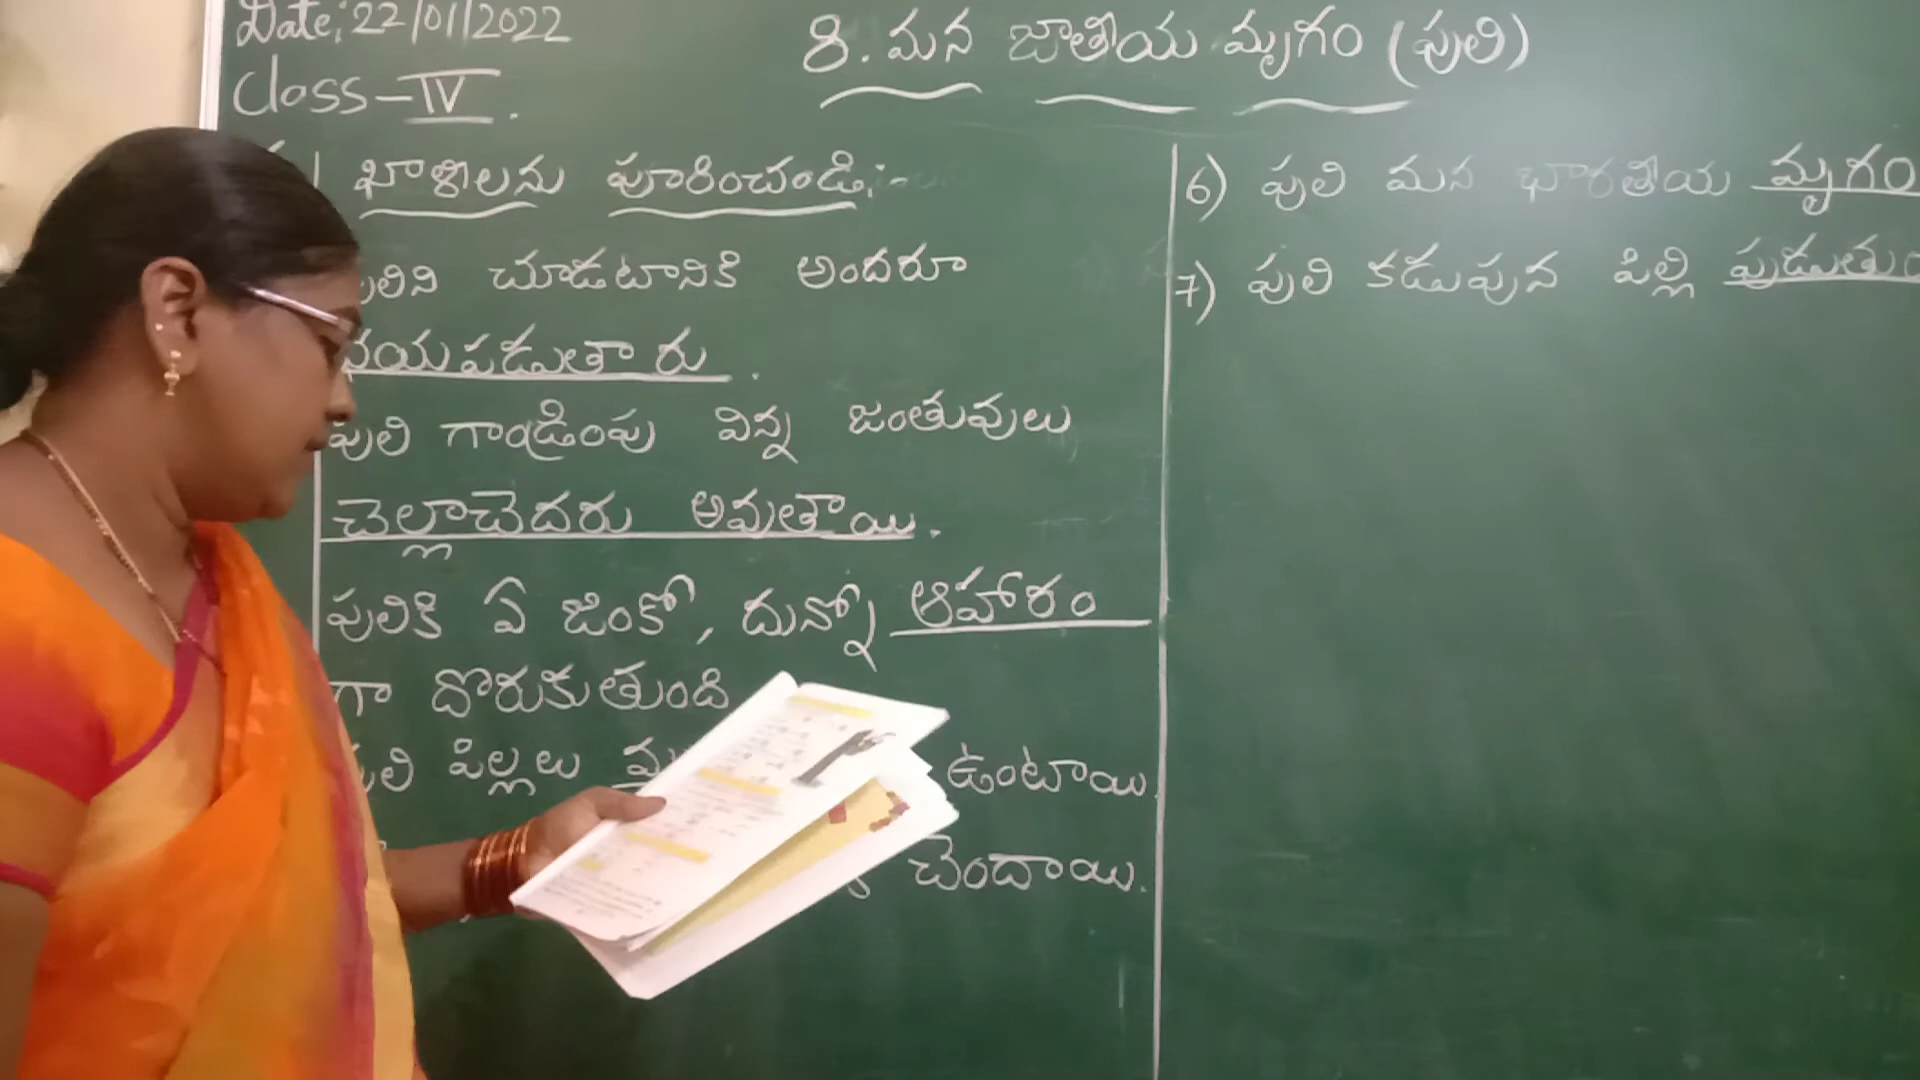 Date: 22/01/2022
Class-IV.
8. మన జాతీయ మృగం (పులి)
ఖాళీలను పూరించండి:-
చూడటానికి అందరూ
భయపడుతారు.
పులి గాండ్రింపు విన్న జంతువులు
చెల్లాచెదరు అవుతాయి.
పులికి ఏ జింకో, దున్నో ఆహారం
గా దొరుకుతుంది
పిల్లలు ఉంటాయి.
చెందాయి.
6) పులి మన భారతీయ మృగం
7) పులి కడుపున పిల్లి